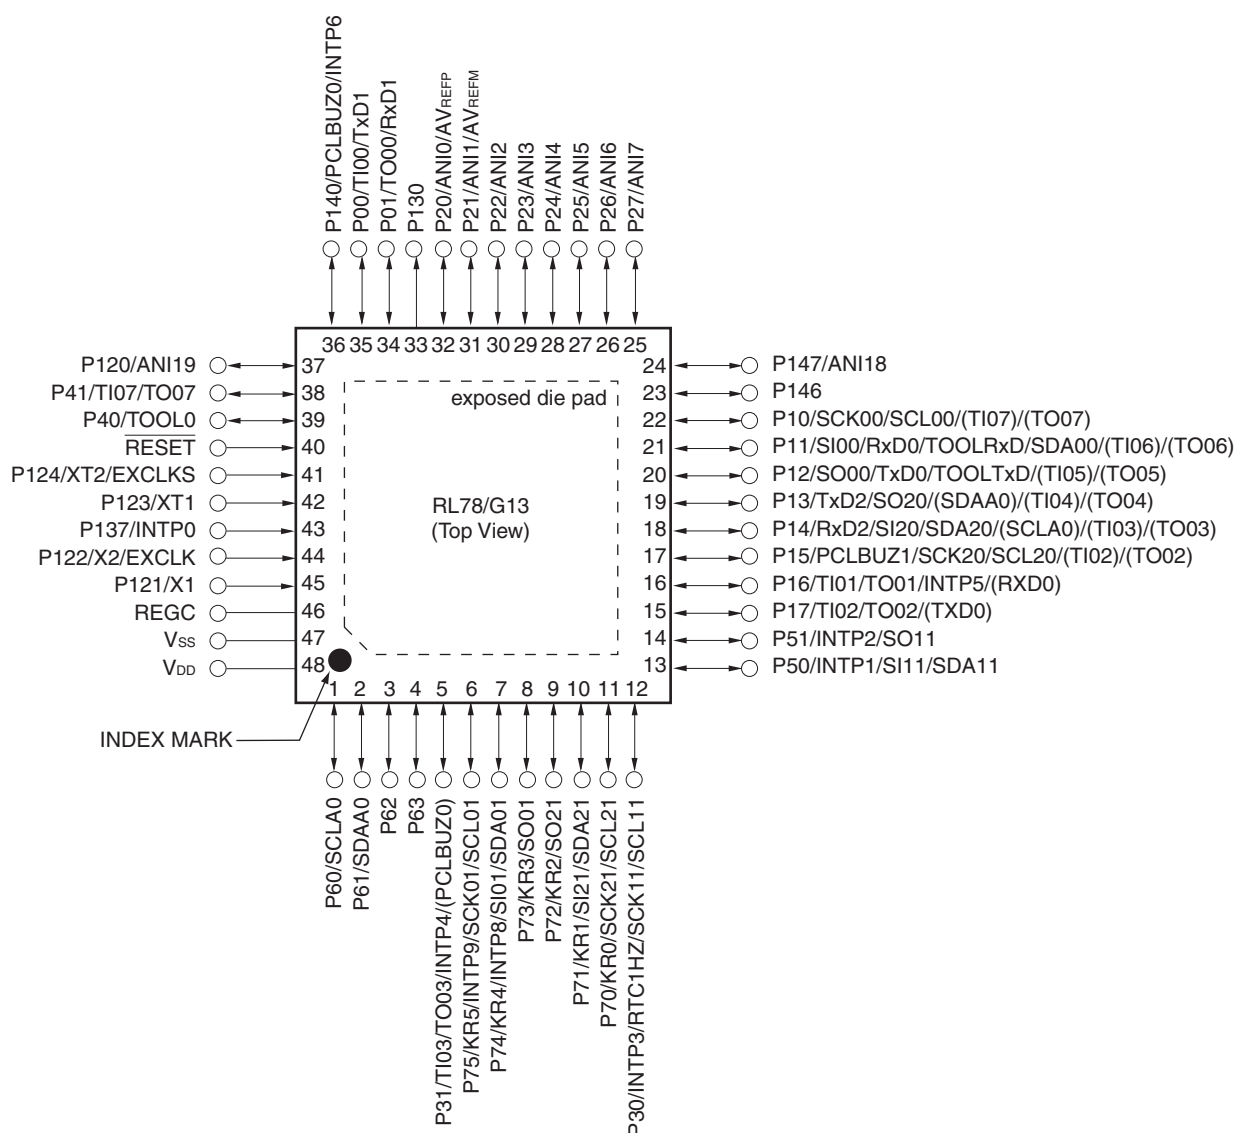 P140/PCLBUZ0/INTP6
P00/TI00/TxD1
P01/TO00/RxD1
P130
P20/ANI0/AVREFP
P21/ANI1/AVREFM
P22/ANI2
P23/ANI3
P24/ANI4
P25/ANI5
P26/ANI6
P27/ANI7
36 35 34 33 32 31 30 29 28 27 26 25
P120/ANI19 37
P41/TI07/TO07 38
P40/TOOL0 39
RESET 40
P124/XT2/EXCLKS 41
P123/XT1 42
P137/INTP0 43
P122/X2/EXCLK 44
P121/X1 45
REGC 46
VSS 47
VDD 48
INDEX MARK
exposed die pad
RL78/G13
(Top View)
24 P147/ANI18
23 P146
22 P10/SCK00/SCL00/(TI07)/(TO07)
21 P11/SI00/RxD0/TOOLRxD/SDA00/(TI06)/(TO06)
20 P12/SO00/TxD0/TOOLTxD/(TI05)/(TO05)
19 P13/TxD2/SO20/(SDAA0)/(TI04)/(TO04)
18 P14/RxD2/SI20/SDA20/(SCLA0)/(TI03)/(TO03)
17 P15/PCLBUZ1/SCK20/SCL20/(TI02)/(TO02)
16 P16/TI01/TO01/INTP5/(RXD0)
15 P17/TI02/TO02/(TXD0)
14 P51/INTP2/SO11
13 P50/INTP1/SI11/SDA11
1 2 3 4 5 6 7 8 9 10 11 12
P60/SCLA0
P61/SDAA0
P62
P63
P31/TI03/TO03/INTP4/(PCLBUZ0)
P75/KR5/INTP9/SCK01/SCL01
P74/KR4/INTP8/SI01/SDA01
P73/KR3/SO01
P72/KR2/SO21
P71/KR1/SI21/SDA21
P70/KR0/SCK21/SCL21
P30/INTP3/RTC1HZ/SCK11/SCL11